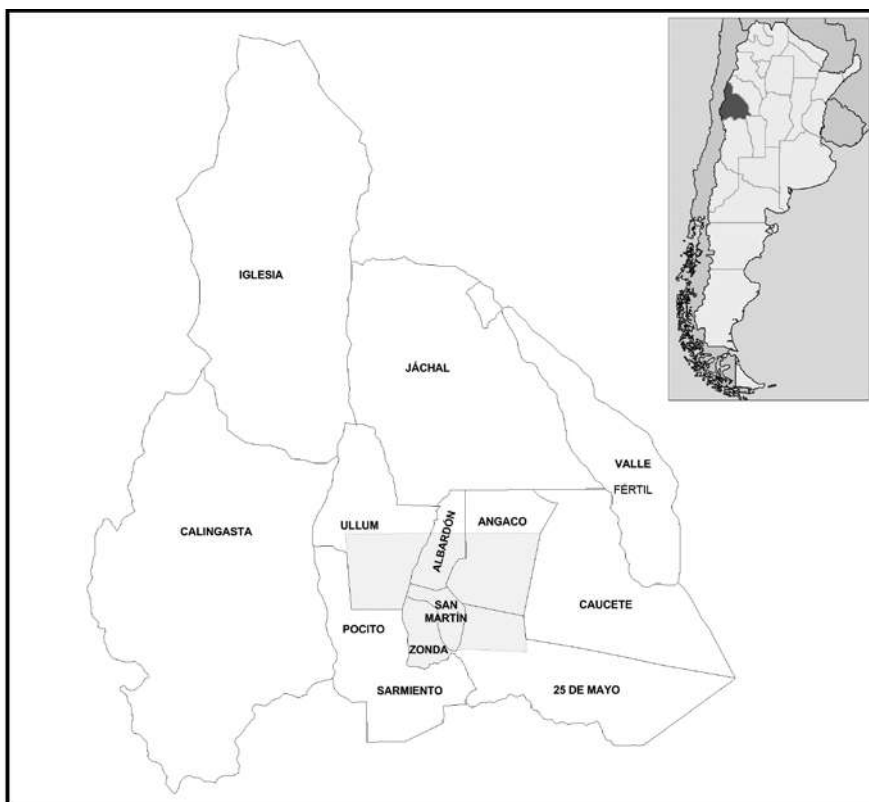 IGLESIA
JÁCHAL
VALLE
FÉRTIL
CALINGASTA
ULLUM
ALBARDÓN
ANGACO
SAN
MARTÍN
CAUCETE
POCITO
ZONDA
SARMIENTO
25 DE MAYO